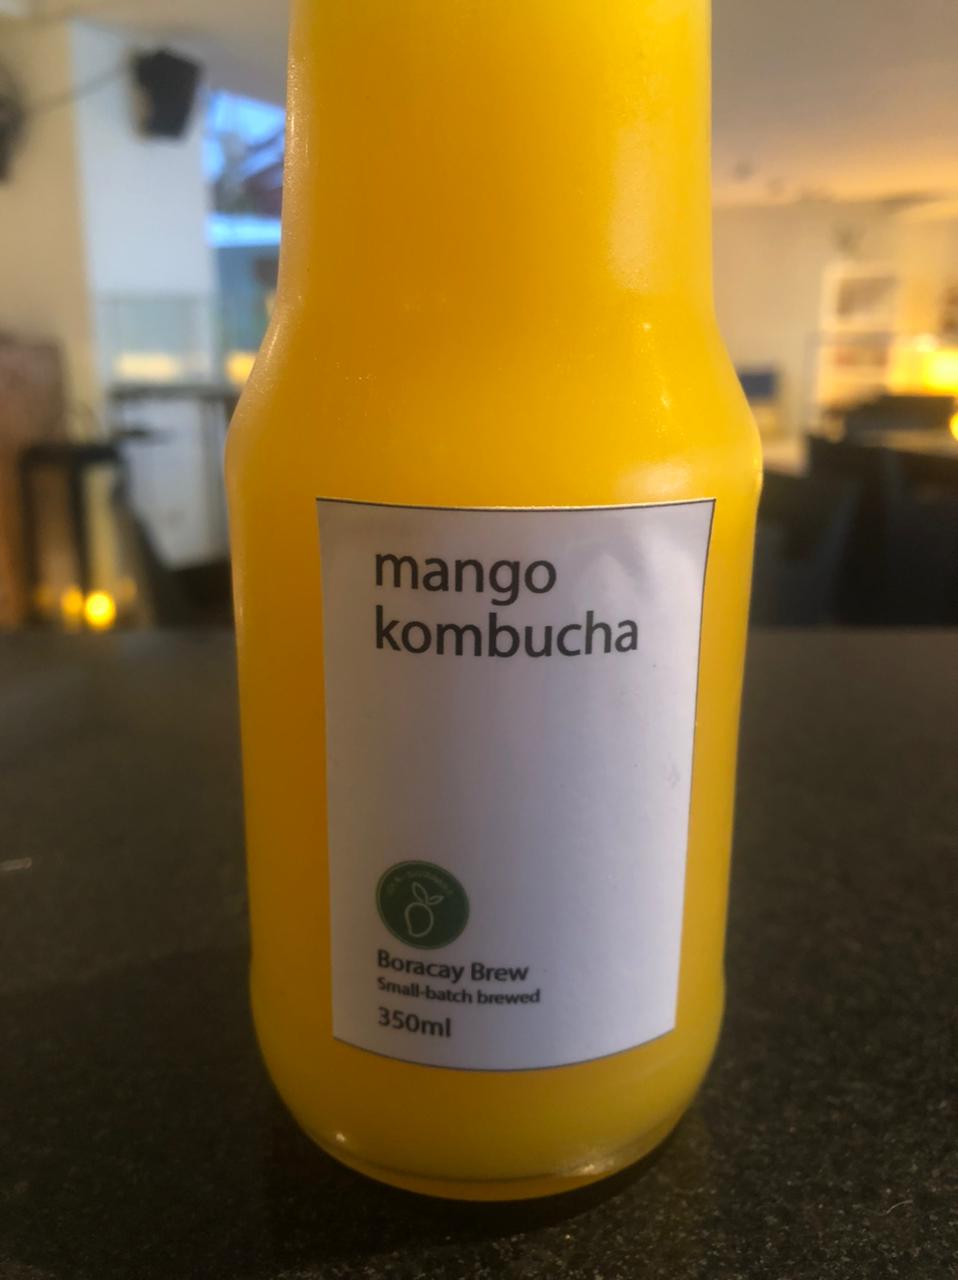 mango
kombucha
Boracay Brew
Small-batch brewed
350ml